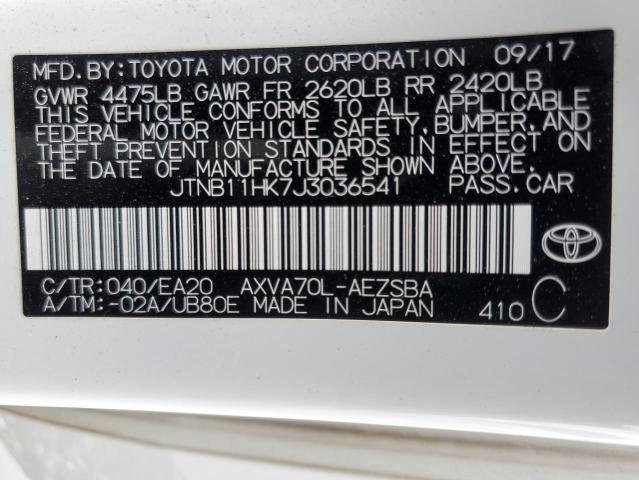 MFD.BY:TOYOTA MOTOR CORPORATION 09/17
GVWR 4475LB GAWR FR 2620LB RR 2420LB
THIS VEHICLE CONFORMS TO ALL APPLICABLE
FEDERAL MOTOR VEHICLE SAFETY,BUMPER,AND
THEFT PREVENTION STANDARDS IN EFFECT ON
THE DATE OF MANUFACTURE SHOWN ABOVE.
JTNB11HK7J3036541 PASS.CAR
C/TR:040/EA20 AXVA70L-AEZSBA
A/TM:-02A/UB80E MADE IN JAPAN 410 C